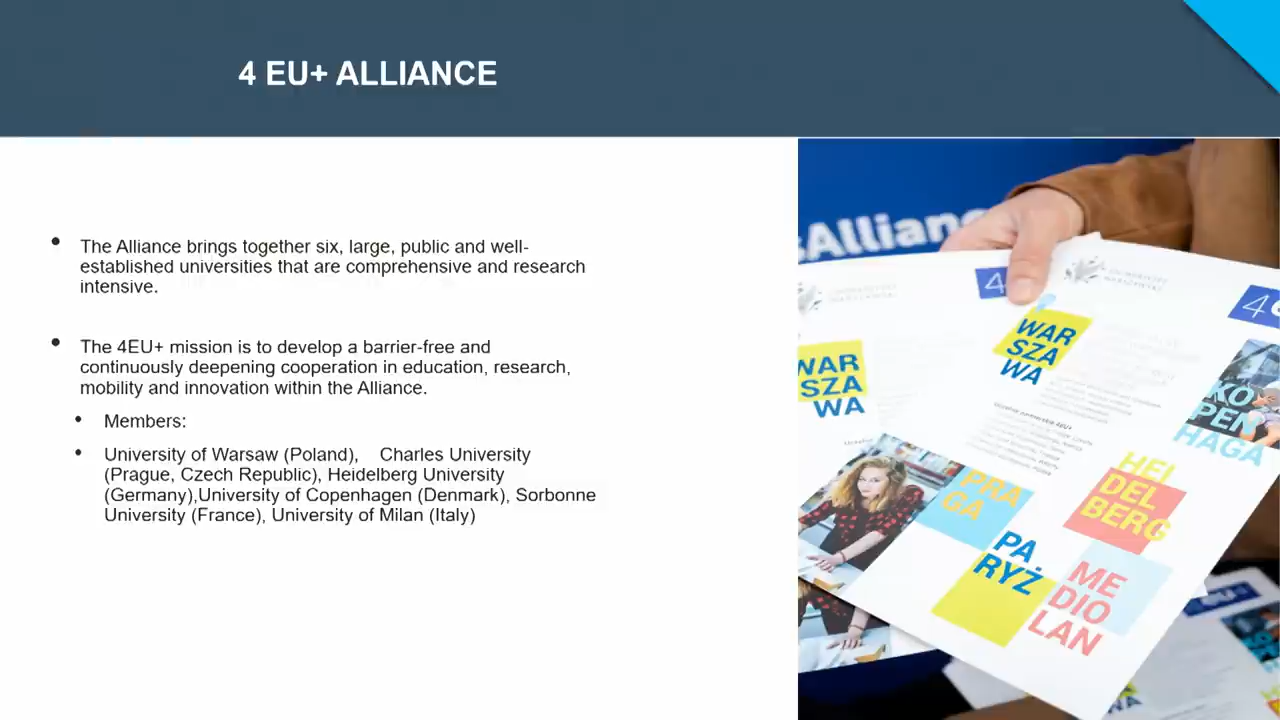 4 EU+ ALLIANCE
• The Alliance brings together six, large, public and well-
established universities that are comprehensive and research
intensive.
• The 4EU+ mission is to develop a barrier-free and
continuously deepening cooperation in education, research,
mobility and innovation within the Alliance.
• Members:
• University of Warsaw (Poland), Charles University
(Prague, Czech Republic), Heidelberg University
(Germany),University of Copenhagen (Denmark), Sorbonne
University (France), University of Milan (Italy)
Allian
4
4
WAR
SZA
WA
WAR
SZA
WA
KO
PEN
HAGA
HEI
DEL
BERG
PRA
GA
PA
RYŻ
ME
DIO
LAN